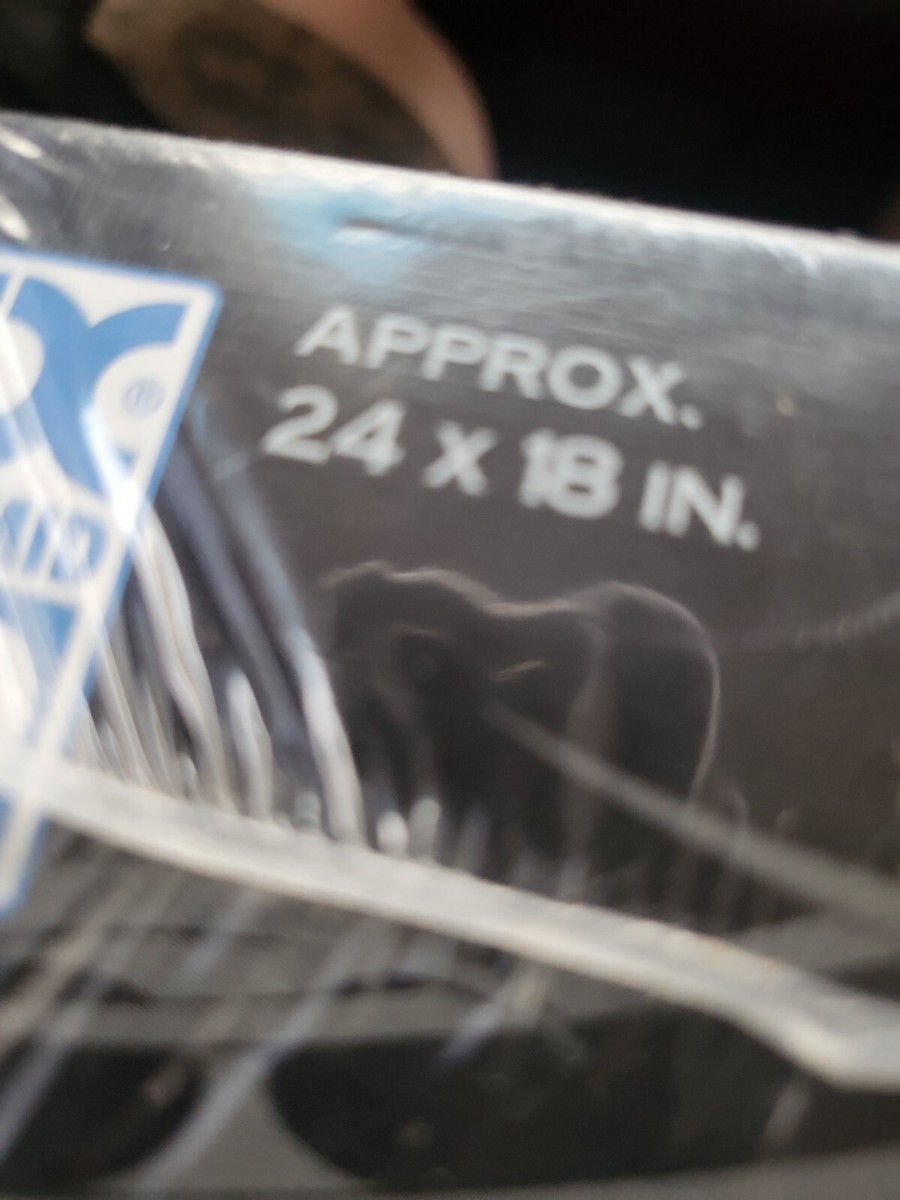 APPROX.
24 x 18 IN.